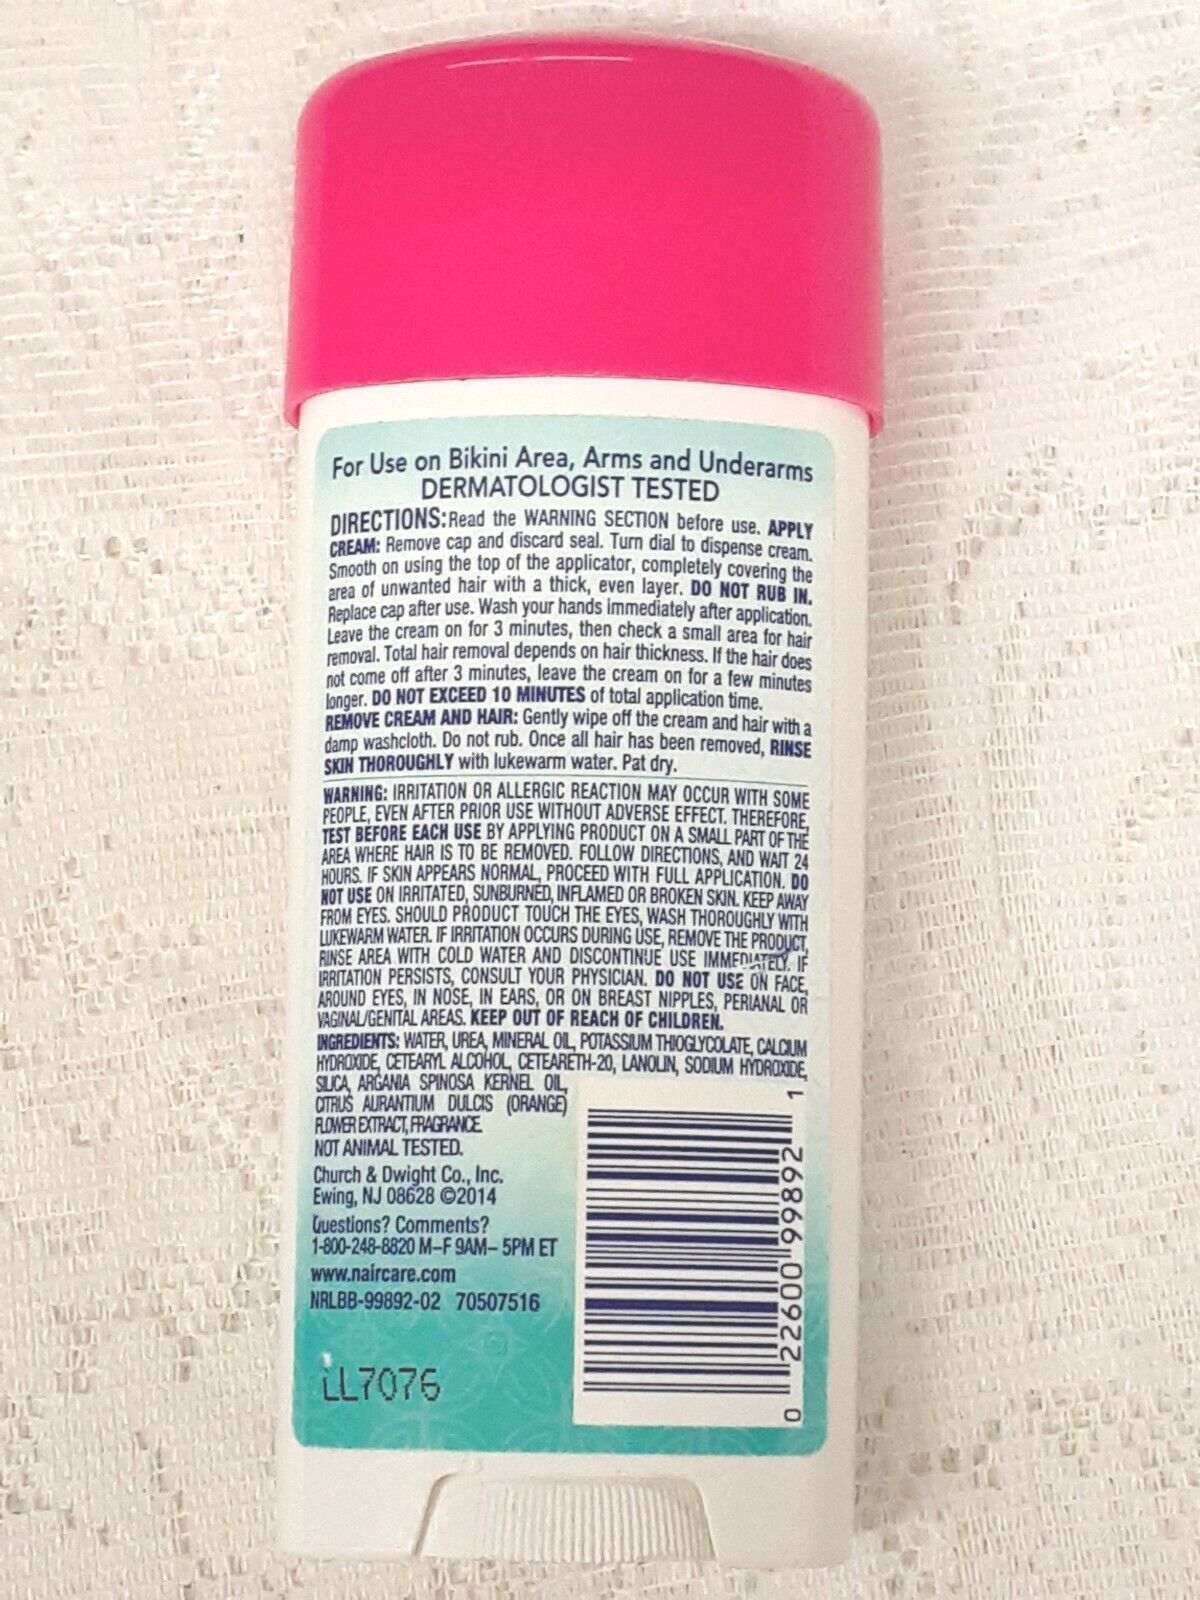 For Use on Bikini Area, Arms and Underarms
DERMATOLOGIST TESTED
DIRECTIONS:Read the WARNING SECTION before use. APPLY
CREAM: Remove cap and discard seal. Turn dial to dispense cream.
Smooth on using the top of the applicator, completely covering the
area of unwanted hair with a thick, even layer. DO NOT RUB IN.
Replace cap after use. Wash your hands immediately after application.
Leave the cream on for 3 minutes, then check a small area for hair
removal. Total hair removal depends on hair thickness. If the hair does
not come off after 3 minutes, leave the cream on for a few minutes
longer. DO NOT EXCEED 10 MINUTES of total application time.
REMOVE CREAM AND HAIR: Gently wipe off the cream and hair with a
damp washcloth. Do not rub. Once all hair has been removed, RINSE
SKIN THOROUGHLY with lukewarm water. Pat dry.
WARNING: IRRITATION OR ALLERGIC REACTION MAY OCCUR WITH SOME
PEOPLE, EVEN AFTER PRIOR USE WITHOUT ADVERSE EFFECT. THEREFORE,
TEST BEFORE EACH USE BY APPLYING PRODUCT ON A SMALL PART OF THE
AREA WHERE HAIR IS TO BE REMOVED. FOLLOW DIRECTIONS, AND WAIT 24
HOURS. IF SKIN APPEARS NORMAL, PROCEED WITH FULL APPLICATION. DO
NOT USE ON IRRITATED, SUNBURNED, INFLAMED OR BROKEN SKIN. KEEP AWAY
FROM EYES. SHOULD PRODUCT TOUCH THE EYES, WASH THOROUGHLY WITH
LUKEWARM WATER. IF IRRITATION OCCURS DURING USE, REMOVE THE PRODUCT,
RINSE AREA WITH COLD WATER AND DISCONTINUE USE IMMEDIATELY. IF
IRRITATION PERSISTS, CONSULT YOUR PHYSICIAN. DO NOT USE ON FACE,
AROUND EYES, IN NOSE, IN EARS, OR ON BREAST NIPPLES, PERIANAL OR
VAGINAL/GENITAL AREAS. KEEP OUT OF REACH OF CHILDREN.
INGREDIENTS: WATER, UREA, MINERAL OIL, POTASSIUM THIOGLYCOLATE, CALCIUM
HYDROXIDE, CETEARYL ALCOHOL, CETEARETH-20, LANOLIN, SODIUM HYDROXIDE,
SILICA, ARGANIA SPINOSA KERNEL OIL,
CITRUS AURANTIUM DULCIS (ORANGE)
FLOWER EXTRACT, FRAGRANCE.
NOT ANIMAL TESTED.
Church & Dwight Co., Inc.
Ewing, NJ 08628 ©2014
Questions? Comments?
1-800-248-8820 M–F 9AM– 5PM ET
www.naircare.com
NRLBB-99892-02 70507516
LL7076
0 22600 99892 1